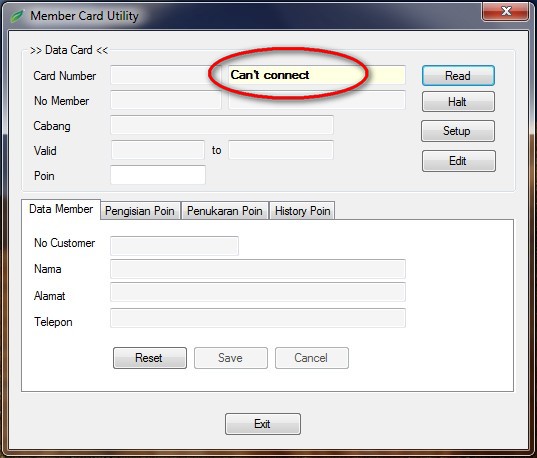 Member Card Utility
>> Data Card <<
Card Number Can't connect Read
No Member Halt
Cabang Setup
Valid to
Edit
Poin
Data Member Pengisian Poin Penukaran Poin History Poin
No Customer
Nama
Alamat
Telepon
Reset Save Cancel
Exit